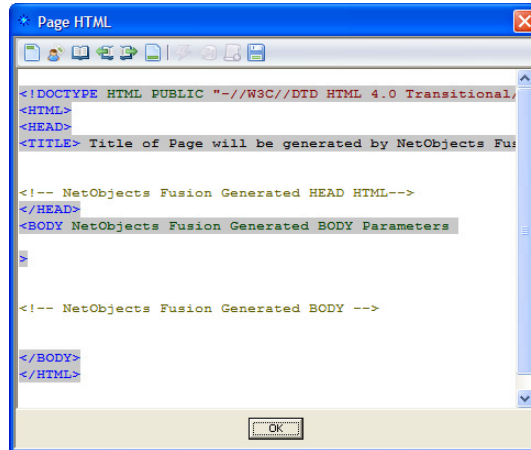 Page HTML
<!DOCTYPE HTML PUBLIC "-//W3C//DTD HTML 4.0 Transitional/
<HTML>
<HEAD>
<TITLE> Title of Page will be generated by NetObjects Fus
<!-- NetObjects Fusion Generated HEAD HTML-->
</HEAD>
<BODY NetObjects Fusion Generated BODY Parameters
>
<!-- NetObjects Fusion Generated BODY -->
</BODY>
</HTML>
OK